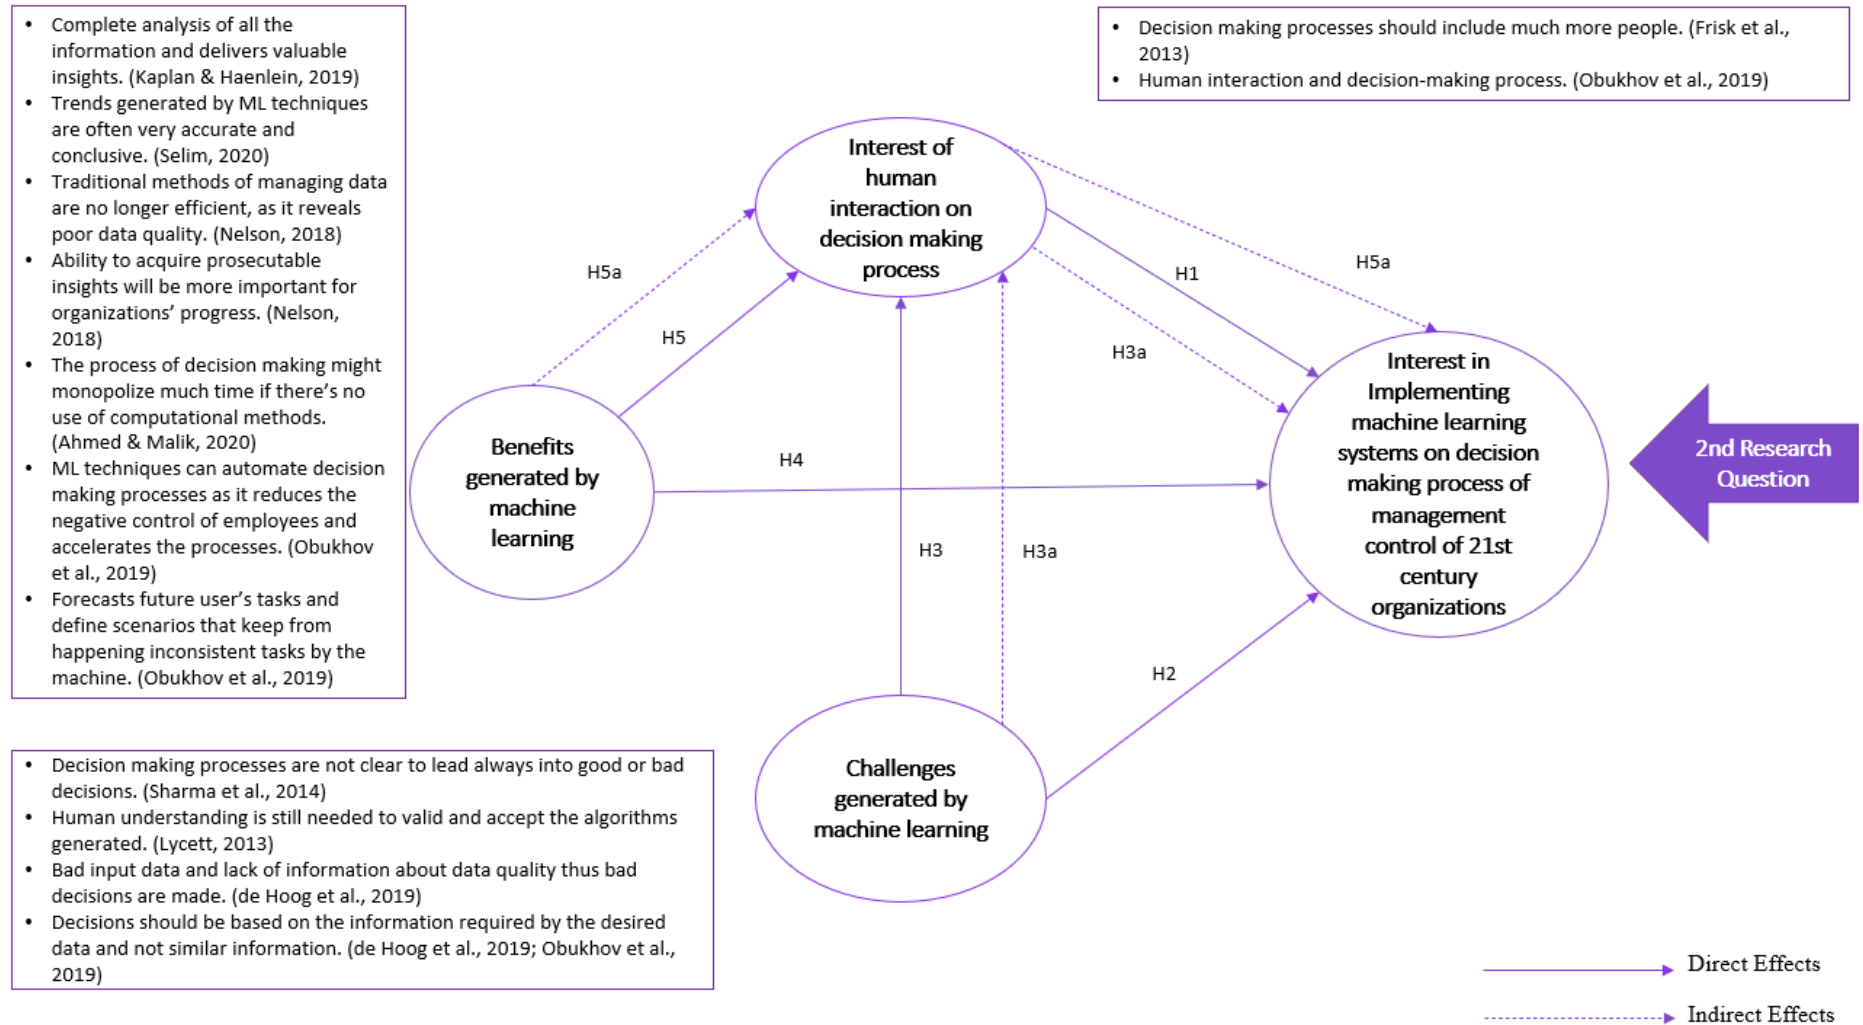 • Complete analysis of all the
information and delivers valuable
insights. (Kaplan & Haenlein, 2019)
• Trends generated by ML techniques
are often very accurate and
conclusive. (Selim, 2020)
• Traditional methods of managing data
are no longer efficient, as it reveals
poor data quality. (Nelson, 2018)
• Ability to acquire prosecutable
insights will be more important for
organizations’ progress. (Nelson,
2018)
• The process of decision making might
monopolize much time if there’s no
use of computational methods.
(Ahmed & Malik, 2020)
• ML techniques can automate decision
making processes as it reduces the
negative control of employees and
accelerates the processes. (Obukhov
et al., 2019)
• Forecasts future user’s tasks and
define scenarios that keep from
happening inconsistent tasks by the
machine. (Obukhov et al., 2019)
• Decision making processes should include much more people. (Frisk et al.,
2013)
• Human interaction and decision-making process. (Obukhov et al., 2019)
Interest of
human
interaction on
decision making
process
H5a
H5
H1
H5a
H3a
Benefits
generated by
machine
learning
H4
H3
H3a
Interest in
Implementing
machine learning
systems on decision
making process of
management
control of 21st
century
organizations
2nd Research
Question
H2
Challenges
generated by
machine learning
• Decision making processes are not clear to lead always into good or bad
decisions. (Sharma et al., 2014)
• Human understanding is still needed to valid and accept the algorithms
generated. (Lycett, 2013)
• Bad input data and lack of information about data quality thus bad
decisions are made. (de Hoog et al., 2019)
• Decisions should be based on the information required by the desired
data and not similar information. (de Hoog et al., 2019; Obukhov et al.,
2019)
Direct Effects
Indirect Effects